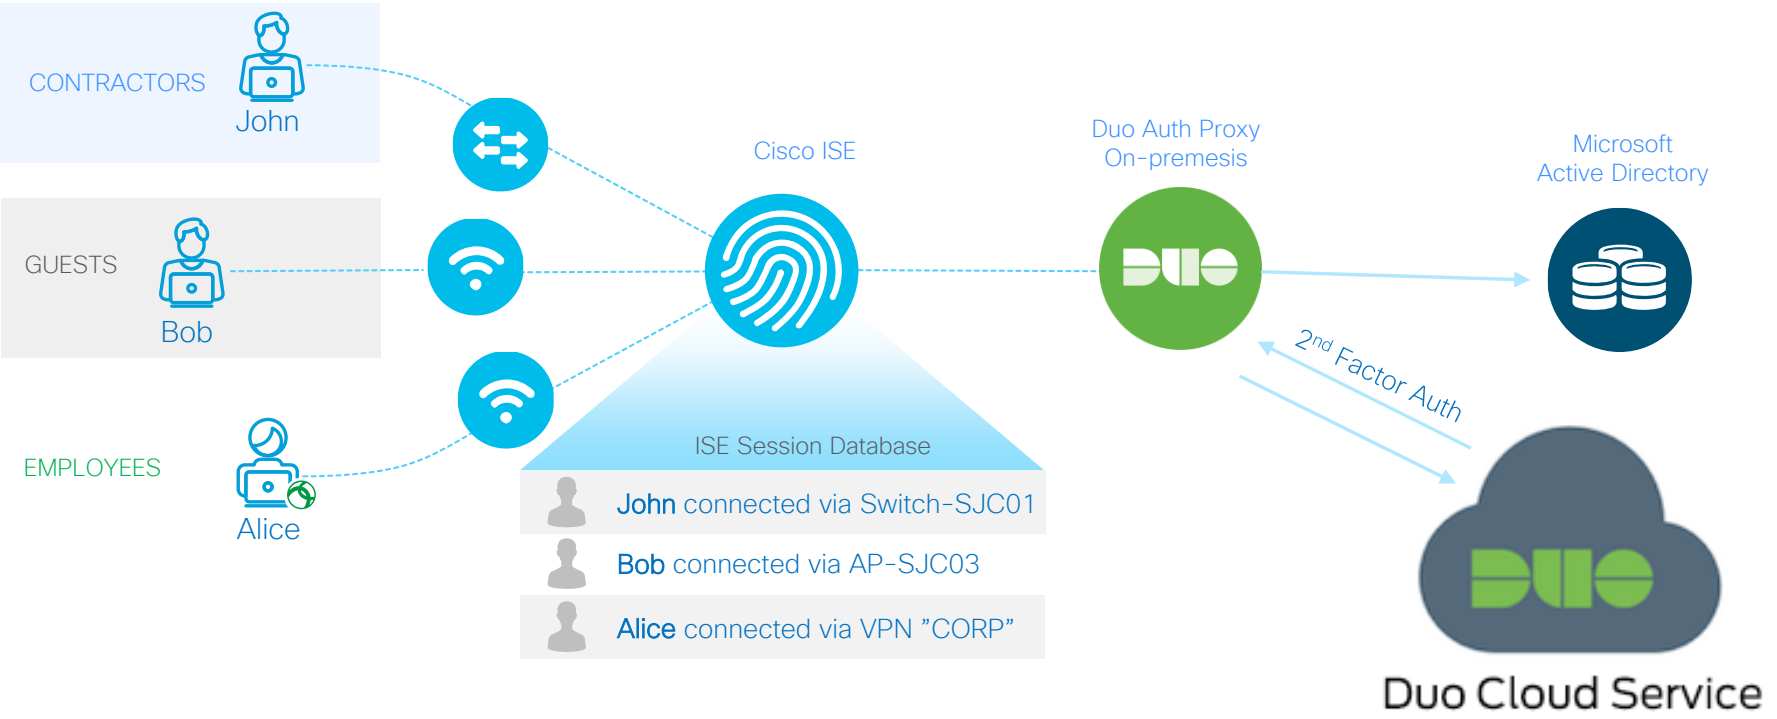 CONTRACTORS
John
GUESTS
Bob
EMPLOYEES
Alice
Cisco ISE
ISE Session Database
John connected via Switch-SJC01
Bob connected via AP-SJC03
Alice connected via VPN ”CORP”
Duo Auth Proxy
On-premesis
DUO
Microsoft
Active Directory
2nd Factor Auth
DUO
Duo Cloud Service